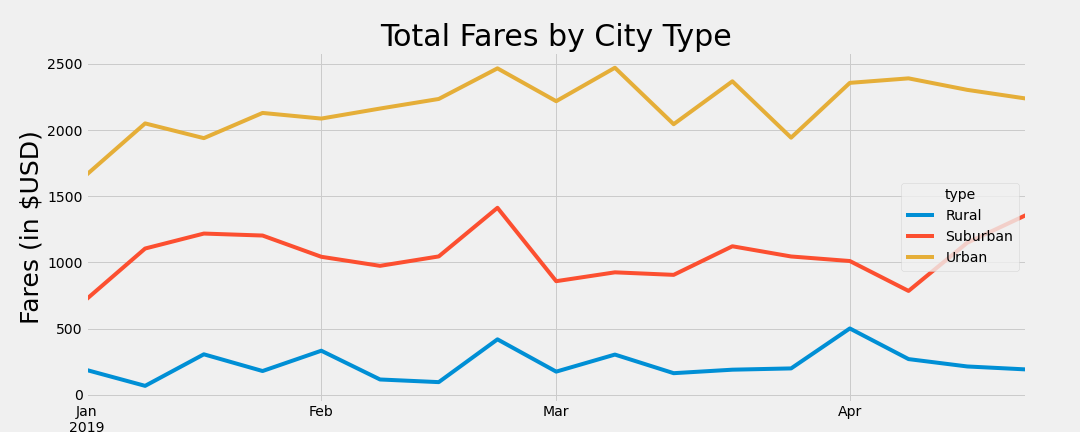 Total Fares by City Type
Fares (in $USD)
2500
2000
1500
1000
500
0
Jan
2019
Feb
Mar
Apr
type
Rural
Suburban
Urban